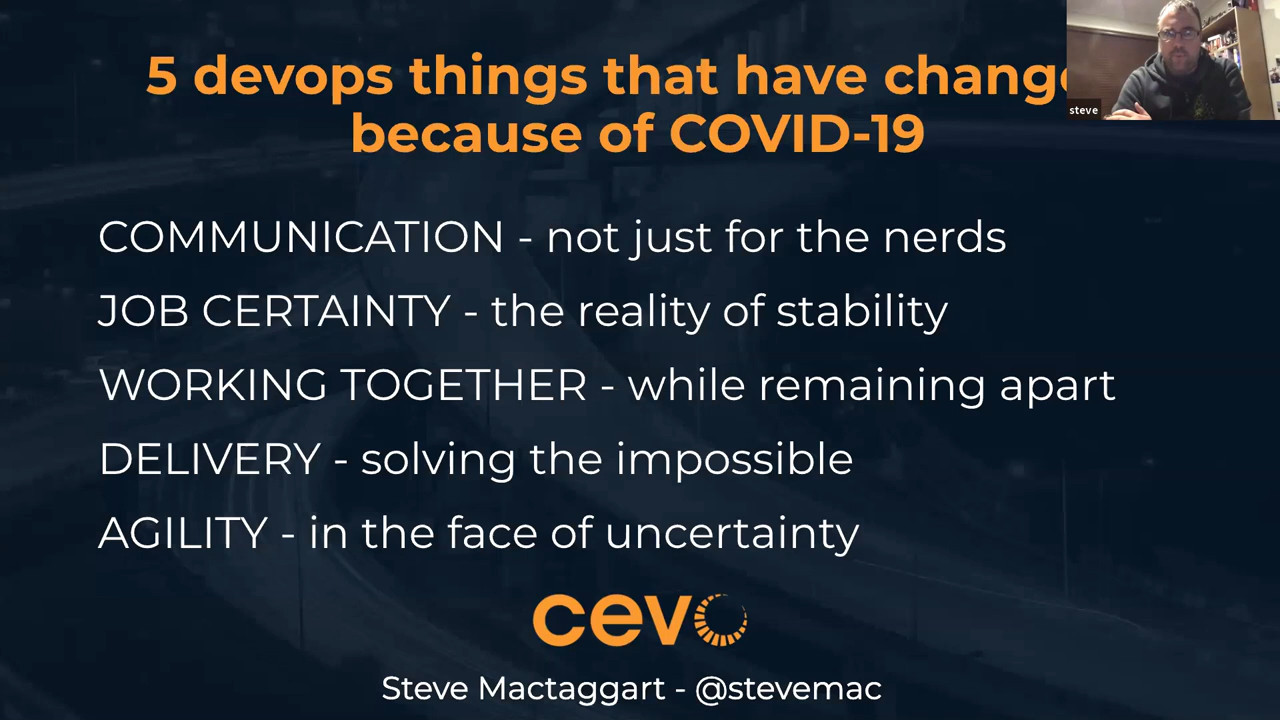 5 devops things that have change
because of COVID-19
steve
COMMUNICATION - not just for the nerds
JOB CERTAINTY - the reality of stability
WORKING TOGETHER - while remaining apart
DELIVERY - solving the impossible
AGILITY - in the face of uncertainty
cevo
Steve Mactaggart - @stevemac